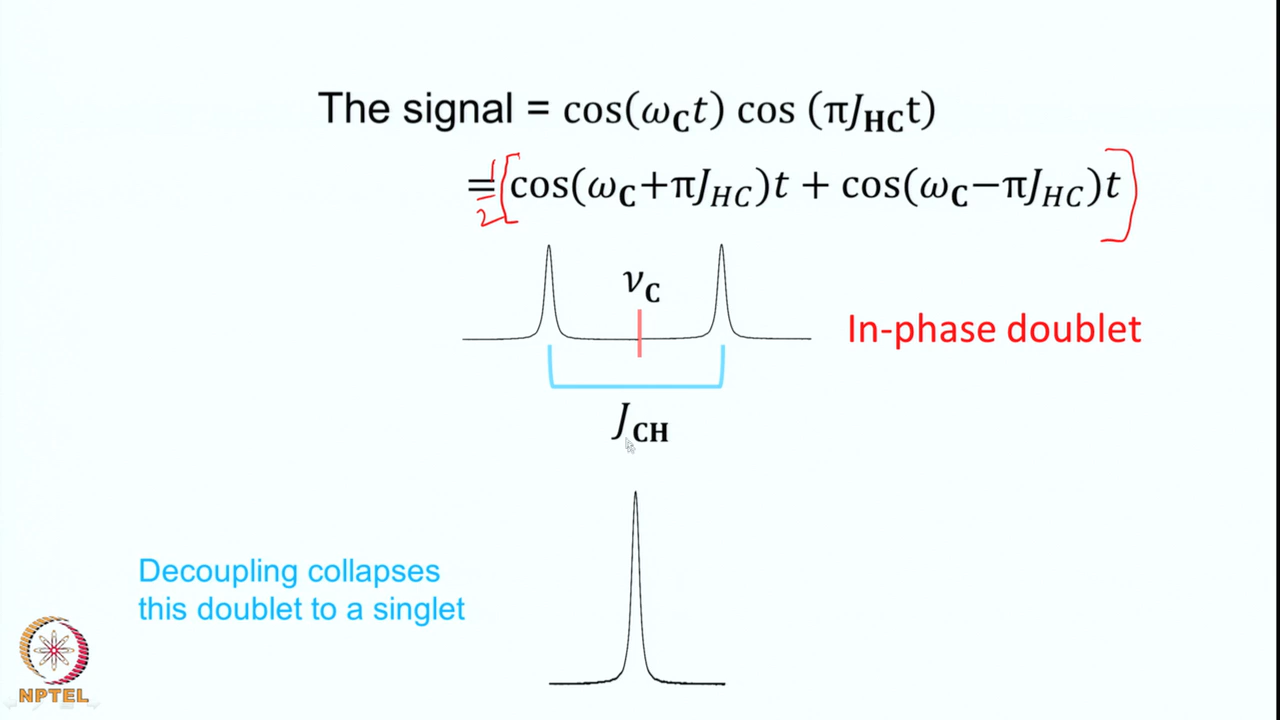 The signal = cos(ω_C t) cos (πJ_HC t)
= 1/2 [cos(ω_C+πJ_HC)t + cos(ω_C−πJ_HC)t]
ν_C
In-phase doublet
J_CH
Decoupling collapses
this doublet to a singlet
NPTEL